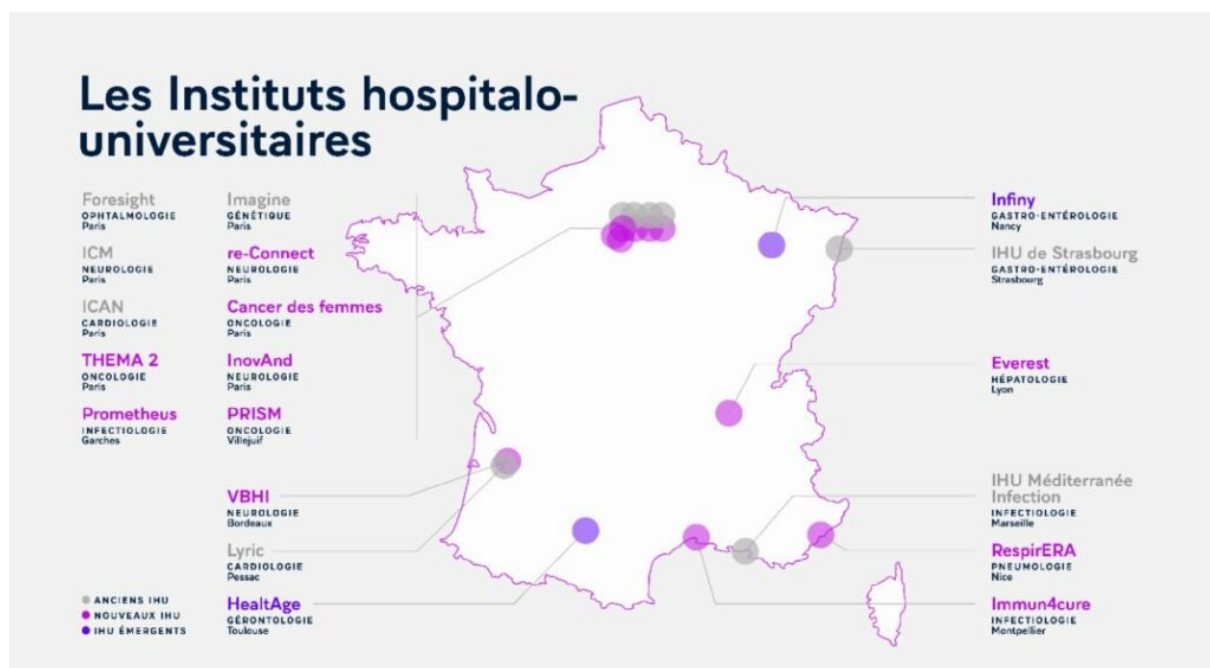 Les Instituts hospitalo-
universitaires
Foresight
OPHTALMOLOGIE
Paris
Imagine
GÉNÉTIQUE
Paris
ICM
NEUROLOGIE
Paris
re-Connect
NEUROLOGIE
Paris
ICAN
CARDIOLOGIE
Paris
Cancer des femmes
ONCOLOGIE
Paris
THEMA 2
ONCOLOGIE
Paris
InovAnd
NEUROLOGIE
Paris
Prometheus
INFECTIOLOGIE
Garches
PRISM
ONCOLOGIE
Villejuif
VBHI
NEUROLOGIE
Bordeaux
Lyric
CARDIOLOGIE
Pessac
HealtAge
GÉRONTOLOGIE
Toulouse
ANCIENS IHU
NOUVEAUX IHU
IHU ÉMERGENTS
Infiny
GASTRO-ENTÉROLOGIE
Nancy
IHU de Strasbourg
GASTRO-ENTÉROLOGIE
Strasbourg
Everest
HÉPATOLOGIE
Lyon
IHU Méditerranée
Infection
INFECTIOLOGIE
Marseille
RespirERA
PNEUMOLOGIE
Nice
Immun4cure
INFECTIOLOGIE
Montpellier